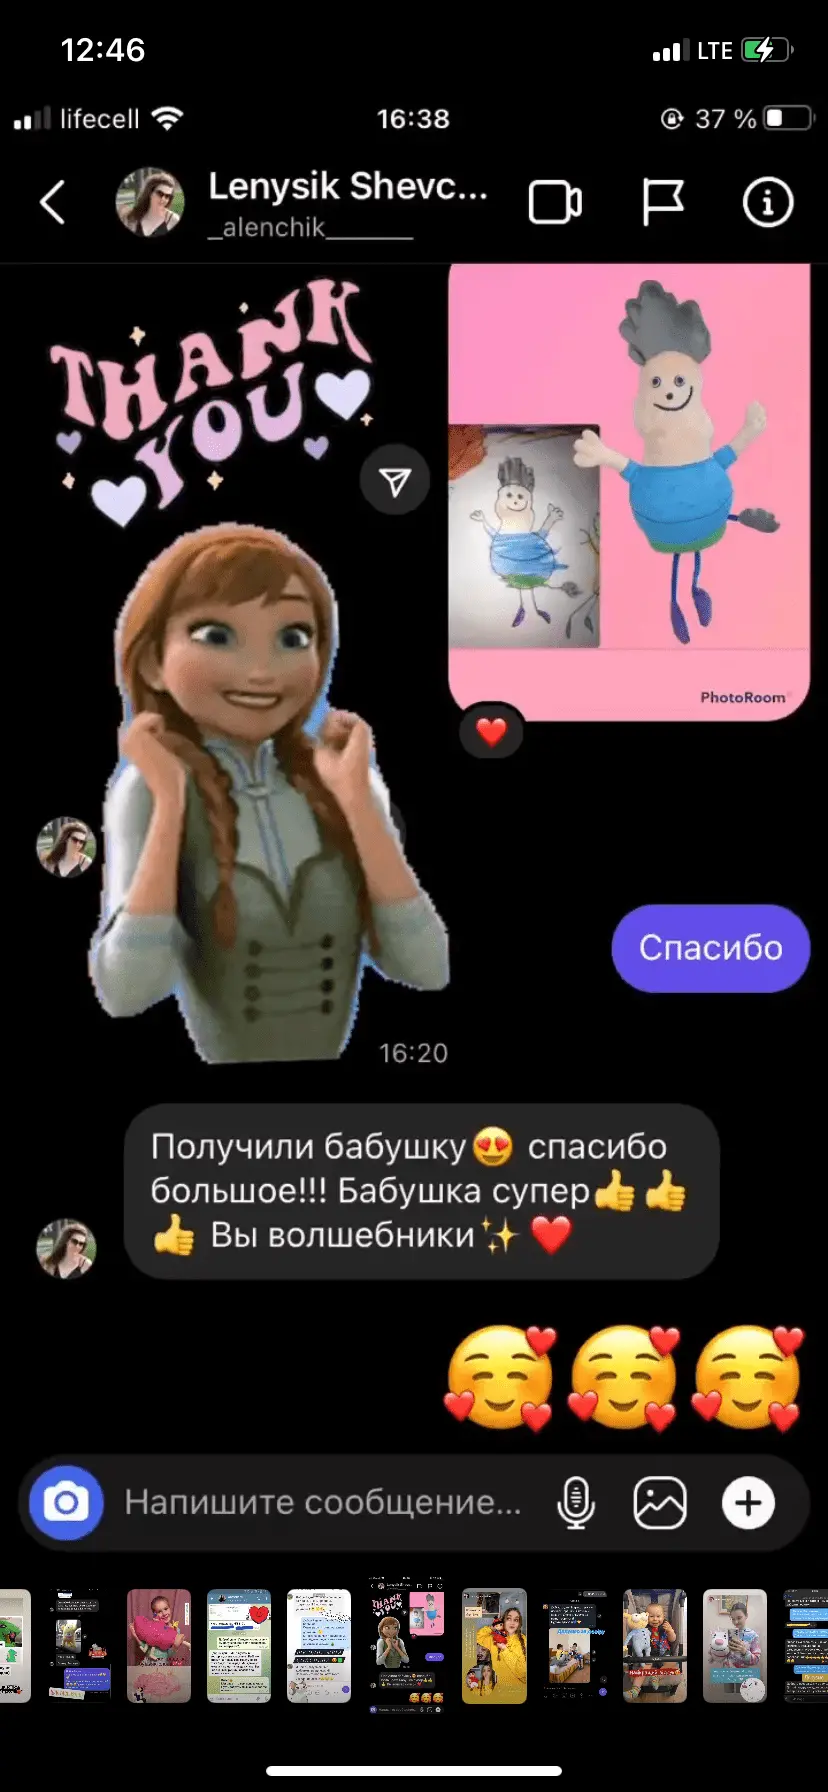 12:46
LTE
lifecell
16:38
37 %
Lenysik Shevc...
_alenchik______
THANK
YOU
PhotoRoom
Спасибо
16:20
Получили бабушку😍 спасибо
большое!!! Бабушка супер👍👍
👍 Вы волшебники✨❤️
🥰🥰🥰
Напишите сообщение...